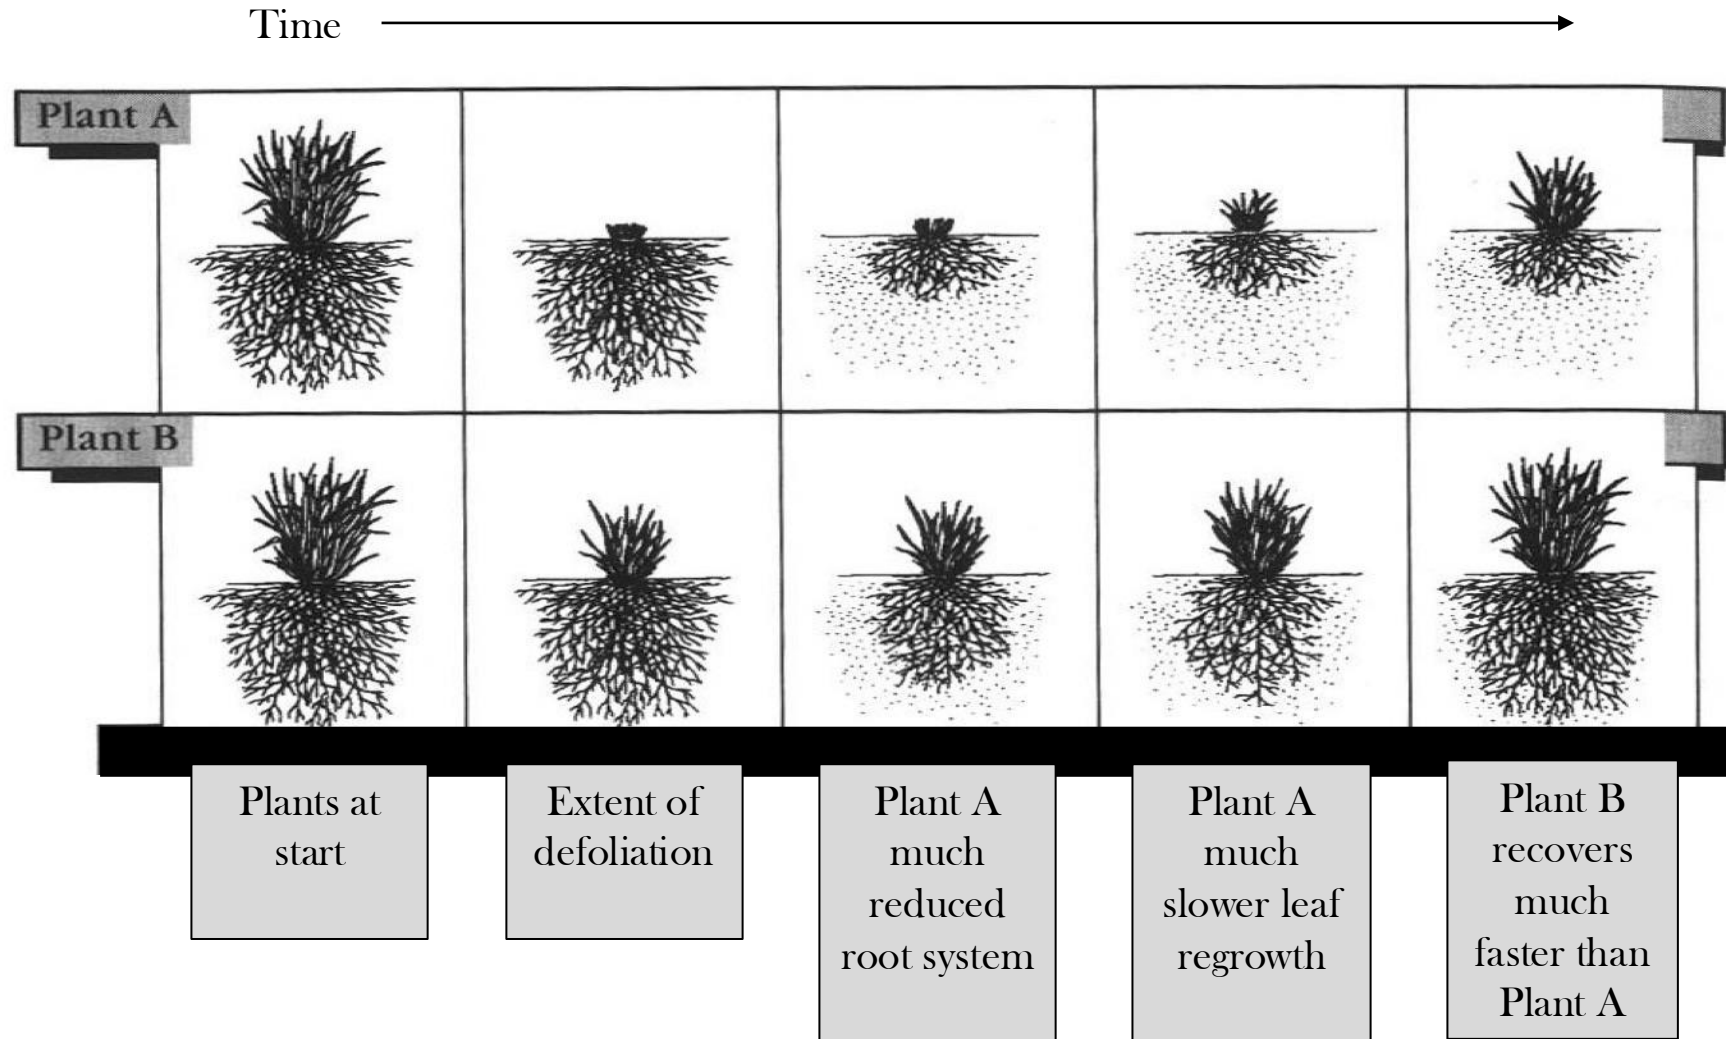 Time
Plant A
Plant B
Plants at
start
Extent of
defoliation
Plant A
much
reduced
root system
Plant A
much
slower leaf
regrowth
Plant B
recovers
much
faster than
Plant A